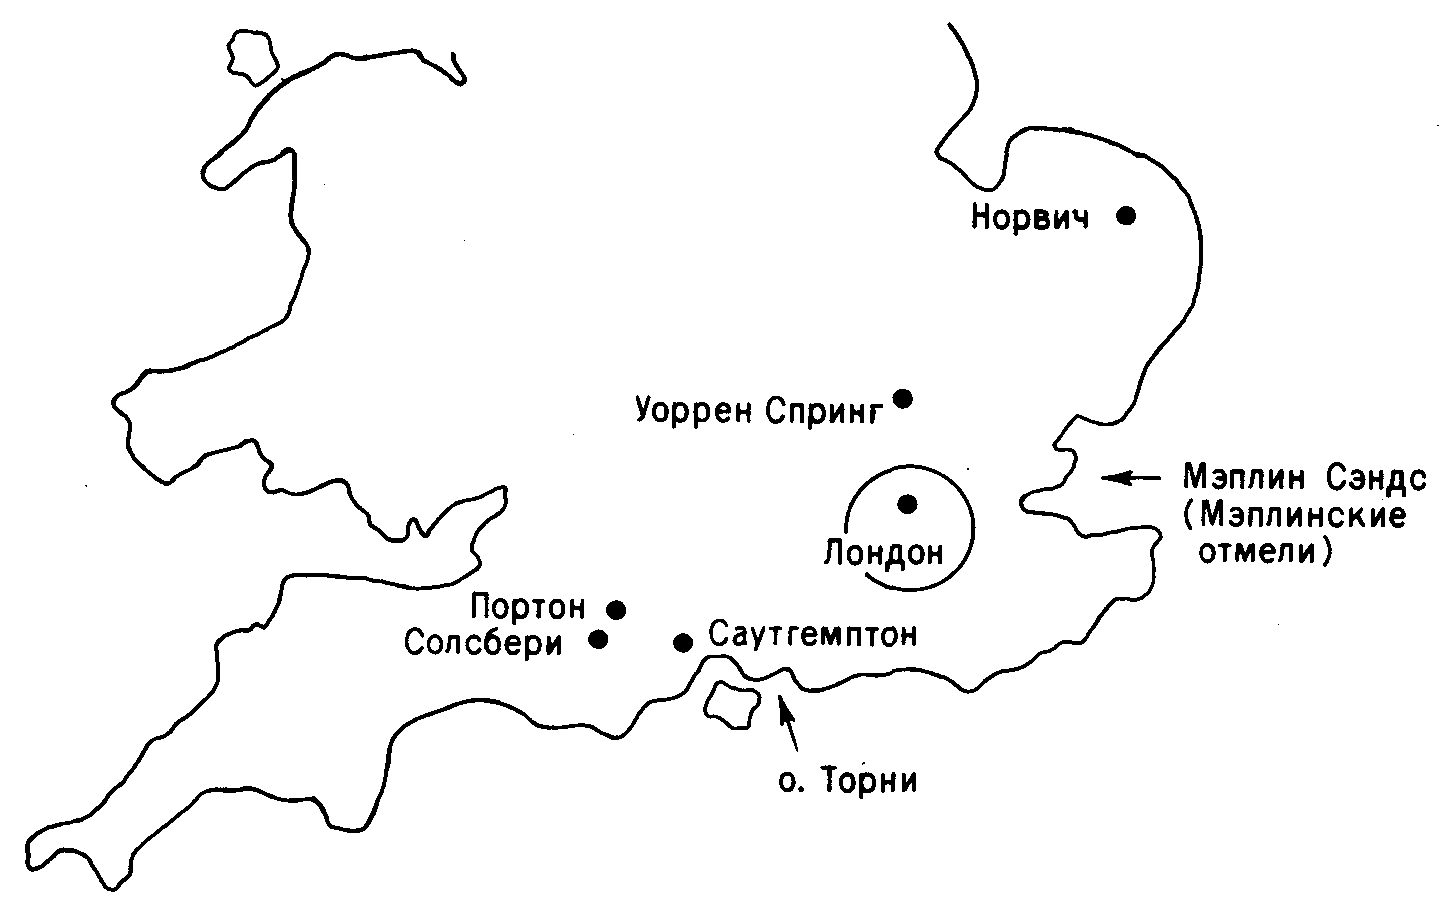 Норвич
Уоррен Спринг
Мэплин Сэндс
(Мэплинские
отмели)
Лондон
Портон
Солсбери
Саутгемптон
о. Торни